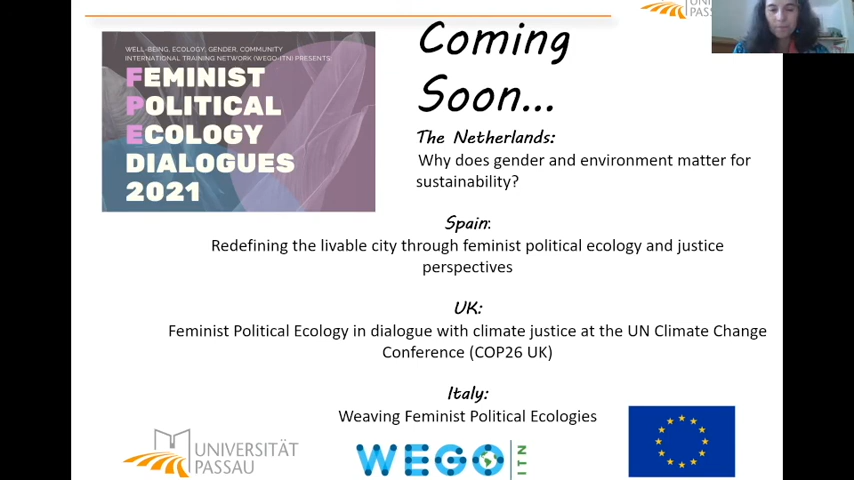 UNI
PAS
WELL-BEING, ECOLOGY, GENDER, COMMUNITY
INTERNATIONAL TRAINING NETWORK (WEGO-ITN) PRESENTS
FEMINIST
POLITICAL
ECOLOGY
DIALOGUES
2021
Coming
Soon...
The Netherlands:
Why does gender and environment matter for
sustainability?
Spain:
Redefining the livable city through feminist political ecology and justice
perspectives
UK:
Feminist Political Ecology in dialogue with climate justice at the UN Climate Change
Conference (COP26 UK)
Italy:
Weaving Feminist Political Ecologies
UNIVERSITÄT
PASSAU
WEGO
ITN